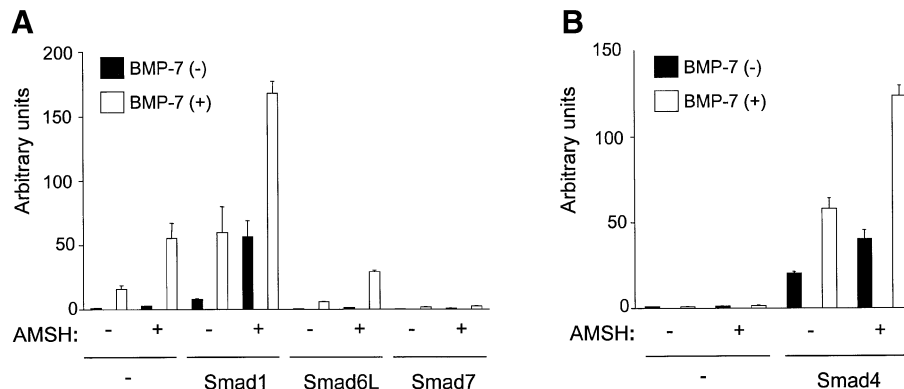 A
200
150
100
50
0
Arbitrary units
BMP-7 (-)
BMP-7 (+)
AMSH: - + - + - + - +
- Smad1 Smad6L Smad7
B
150
100
50
0
Arbitrary units
BMP-7 (-)
BMP-7 (+)
AMSH: - + - +
- Smad4